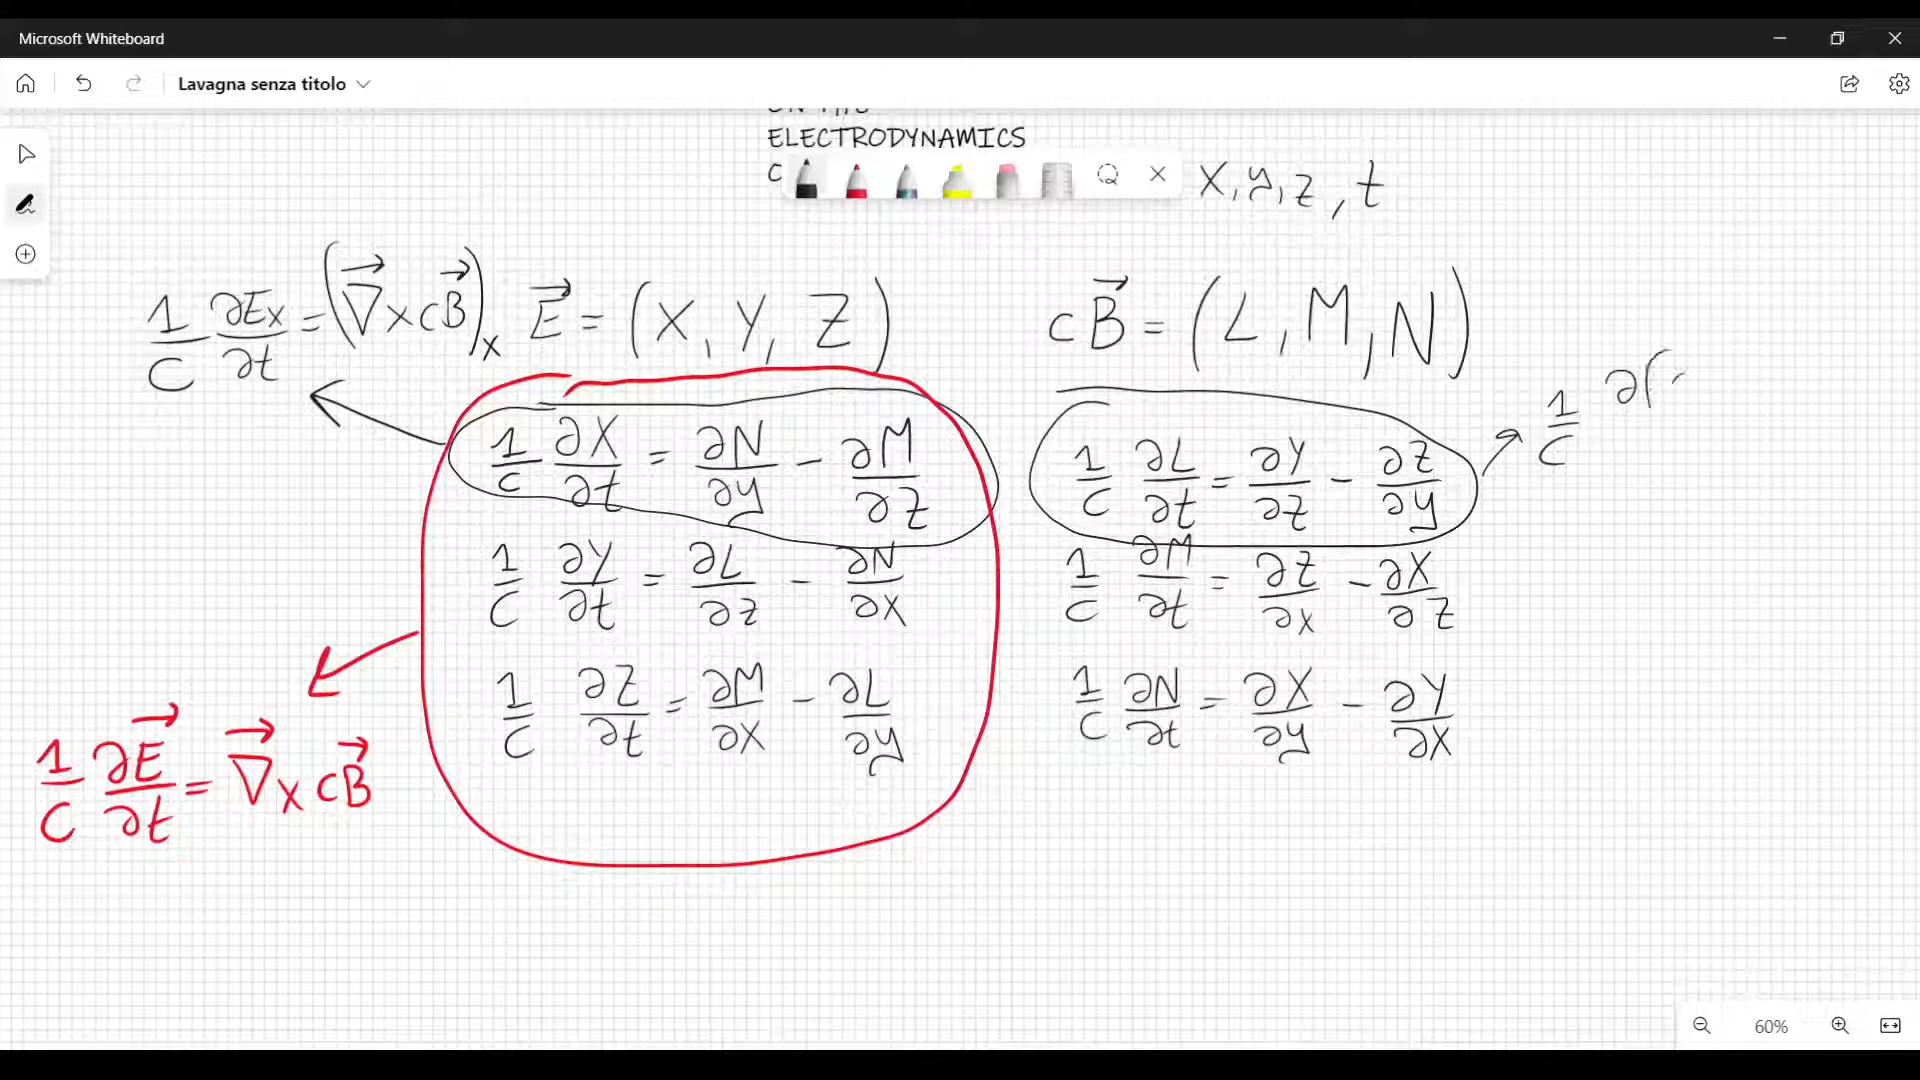 Microsoft Whiteboard
Lavagna senza titolo
ELECTRODYNAMICS
x, y, z, t
1/C ∂Ex/∂t = (∇ x cB)x
E = (X, Y, Z)
cB = (L, M, N)
1/C ∂X/∂t = ∂N/∂y - ∂M/∂z
1/C ∂L/∂t = ∂Y/∂z - ∂Z/∂y
1/C ∂(
1/C ∂Y/∂t = ∂L/∂z - ∂N/∂x
1/C ∂M/∂t = ∂Z/∂x - ∂X/∂z
1/C ∂Z/∂t = ∂M/∂x - ∂L/∂y
1/C ∂N/∂t = ∂X/∂y - ∂Y/∂x
1/C ∂E/∂t = ∇ x cB
60%